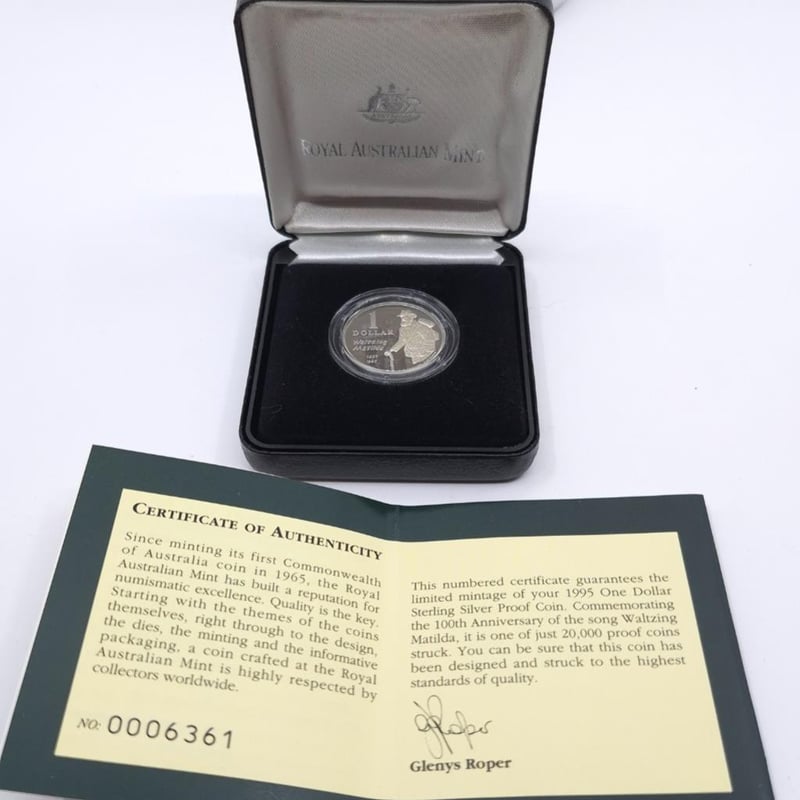 ROYAL AUSTRALIAN MINT
1
DOLLAR
Waltzing
Matilda
CERTIFICATE OF AUTHENTICITY
Since minting its first Commonwealth
of Australia coin in 1965, the Royal
Australian Mint has built a reputation for
numismatic excellence. Quality is the key.
Starting with the themes of the coins
themselves, right through to the design,
the dies, the minting and the informative
packaging, a coin crafted at the Royal
Australian Mint is highly respected by
collectors worldwide.
NO: 0006361
This numbered certificate guarantees the
limited mintage of your 1995 One Dollar
Sterling Silver Proof Coin. Commemorating
the 100th Anniversary of the song Waltzing
Matilda, it is one of just 20,000 proof coins
struck. You can be sure that this coin has
been designed and struck to the highest
standards of quality.
Glenys Roper